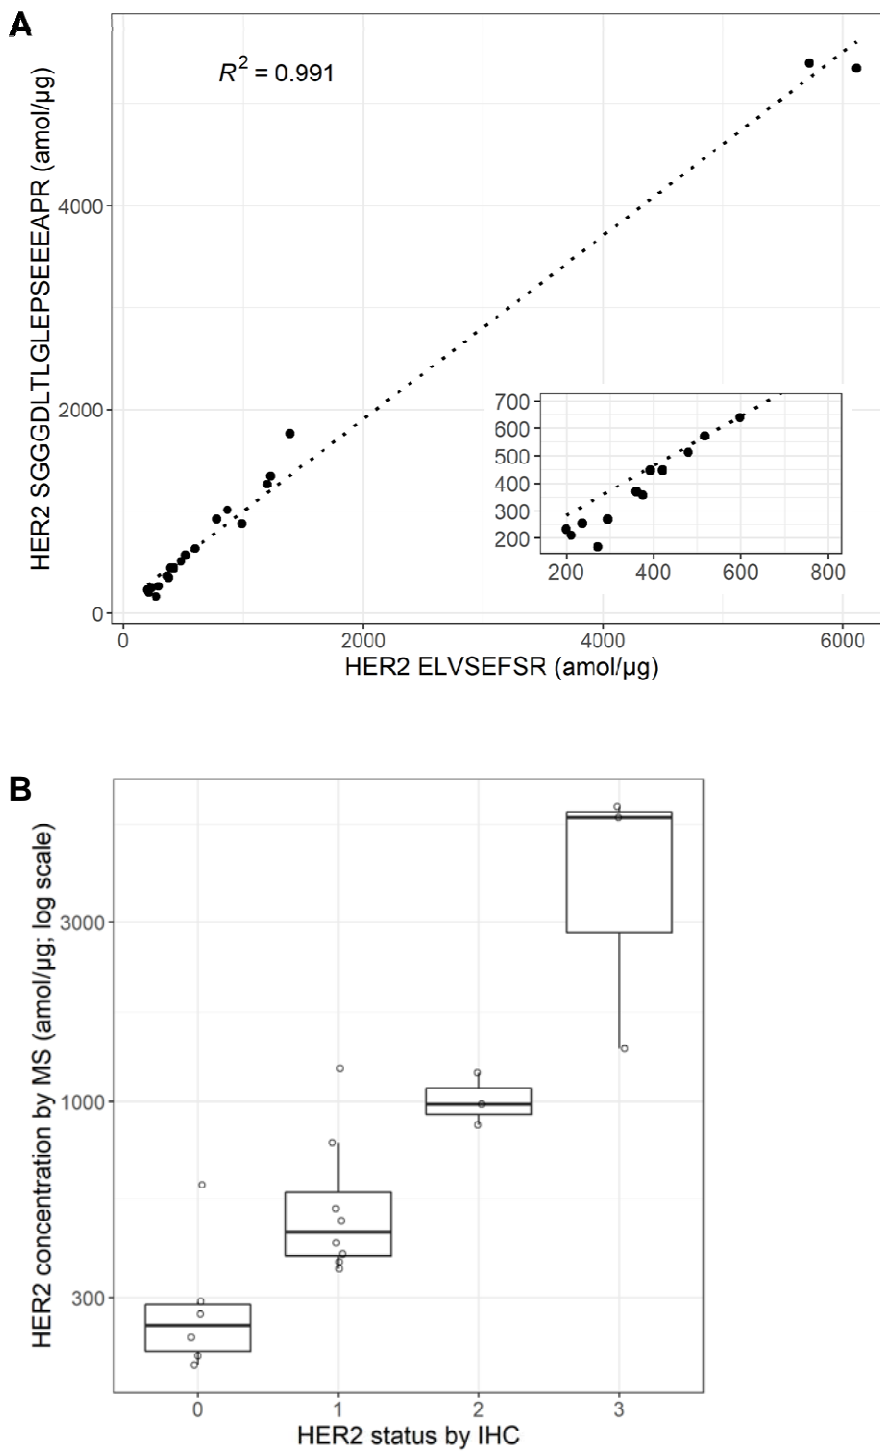 A
R² = 0.991
HER2 SGGGDLTLGLEPSEEEAPR (amol/µg)
4000
2000
0
0 2000 4000 6000
HER2 ELVSEFSR (amol/µg)
700
600
500
400
300
200
200 400 600 800
B
HER2 concentration by MS (amol/µg; log scale)
3000
1000
300
0 1 2 3
HER2 status by IHC